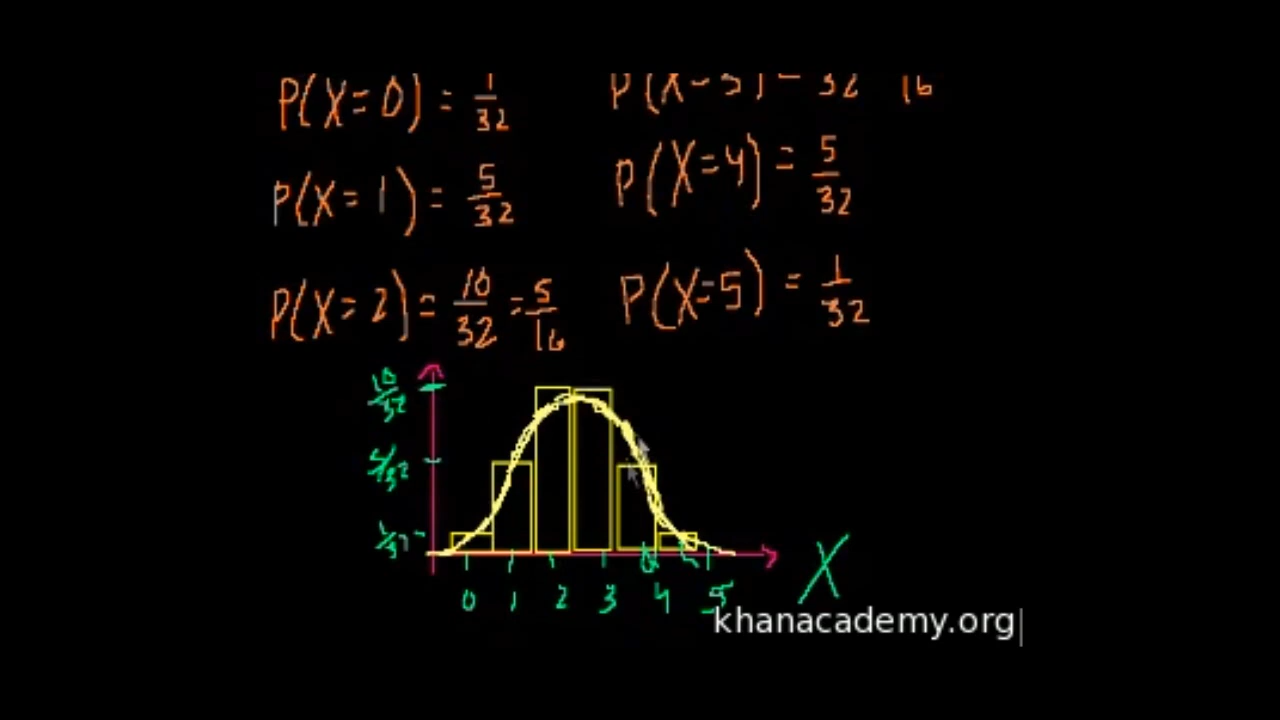 P(X=0) = 1/32
P(X=1) = 5/32
P(X=2) = 10/32 = 5/16
P(X=4) = 5/32
P(X=5) = 1/32
10/32
5/32
1/32
0 1 2 3 4 5
X
khanacademy.org